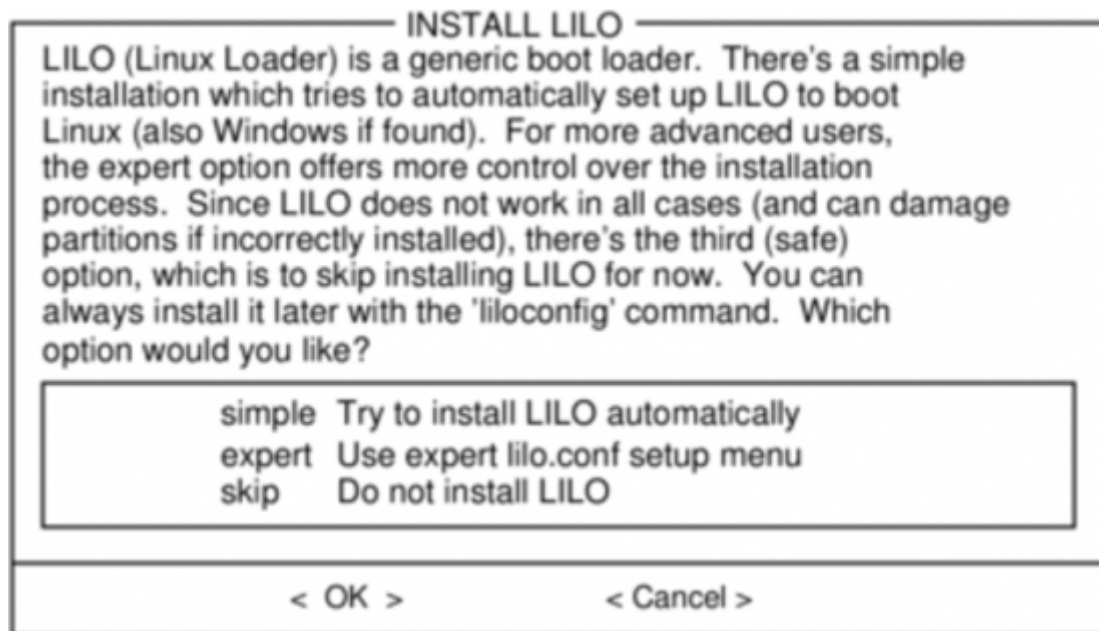 INSTALL LILO
LILO (Linux Loader) is a generic boot loader.  There's a simple
installation which tries to automatically set up LILO to boot
Linux (also Windows if found).  For more advanced users,
the expert option offers more control over the installation
process.  Since LILO does not work in all cases (and can damage
partitions if incorrectly installed), there's the third (safe)
option, which is to skip installing LILO for now.  You can
always install it later with the 'liloconfig' command.  Which
option would you like?
simple  Try to install LILO automatically
expert  Use expert lilo.conf setup menu
skip  Do not install LILO
< OK >  < Cancel >